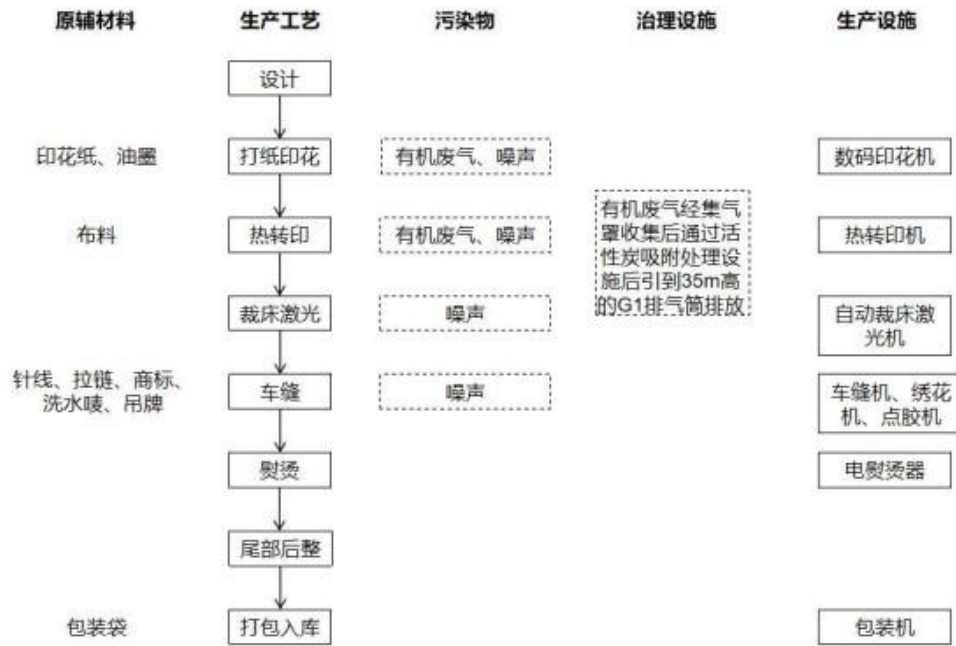 原辅材料 生产工艺 污染物 治理设施 生产设施
设计
印花纸、油墨 打纸印花 有机废气、噪声 数码印花机
布料 热转印 有机废气、噪声 热转印机
有机废气经集气
罩收集后通过活
性炭吸附处理设
施后引到35m高
的G1排气筒排放
裁床激光 噪声
自动裁床激
光机
针线、拉链、商标、
洗水唛、吊牌
车缝 噪声
车缝机、绣花
机、点胶机
熨烫 电熨烫器
尾部后整
包装袋 打包入库 包装机